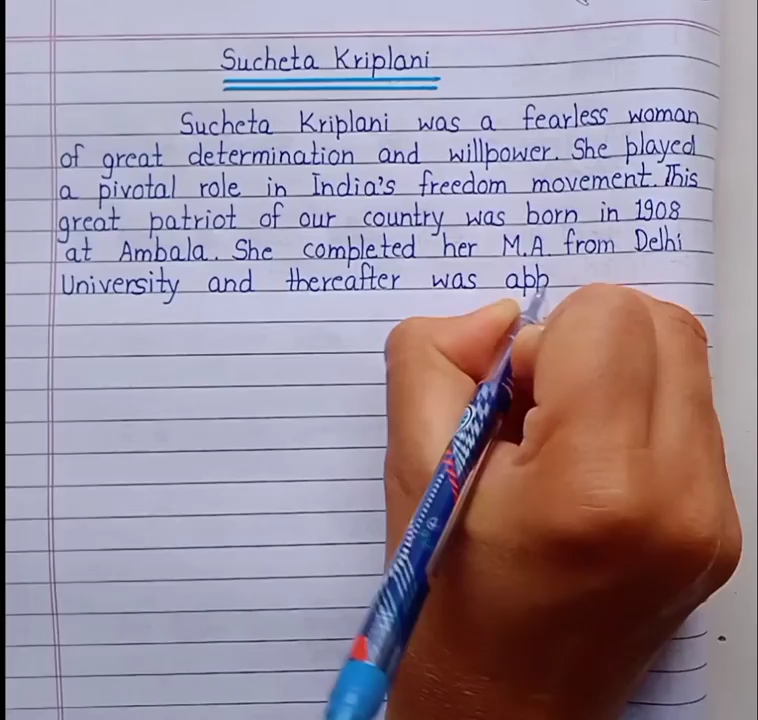 Sucheta Kriplani
Sucheta Kriplani was a fearless woman
of great determination and willpower. She played
a pivotal role in India's freedom movement. This
great patriot of our country was born in 1908
at Ambala. She completed her M.A. from Delhi
University and thereafter was app